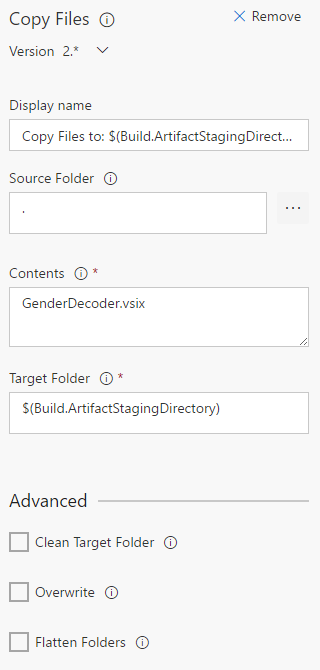 Copy Files
Remove
Version 2.*
Display name
Copy Files to: $(Build.ArtifactStagingDirect...
Source Folder
.
...
Contents *
GenderDecoder.vsix
Target Folder *
$(Build.ArtifactStagingDirectory)
Advanced
Clean Target Folder
Overwrite
Flatten Folders